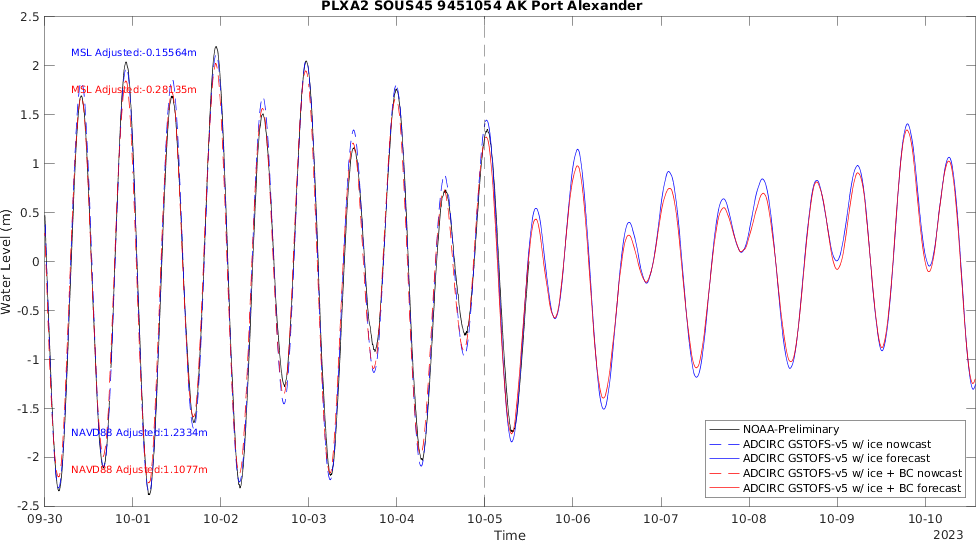 PLXA2 SOUS45 9451054 AK Port Alexander
2.5
2
1.5
1
0.5
0
-0.5
-1
-1.5
-2
-2.5
Water Level (m)
MSL Adjusted:-0.15564m
MSL Adjusted:-0.28135m
NAVD88 Adjusted:1.2334m
NAVD88 Adjusted:1.1077m
NOAA-Preliminary
ADCIRC GSTOFS-v5 w/ ice nowcast
ADCIRC GSTOFS-v5 w/ ice forecast
ADCIRC GSTOFS-v5 w/ ice + BC nowcast
ADCIRC GSTOFS-v5 w/ ice + BC forecast
09-30 10-01 10-02 10-03 10-04 10-05 10-06 10-07 10-08 10-09 10-10
Time
2023